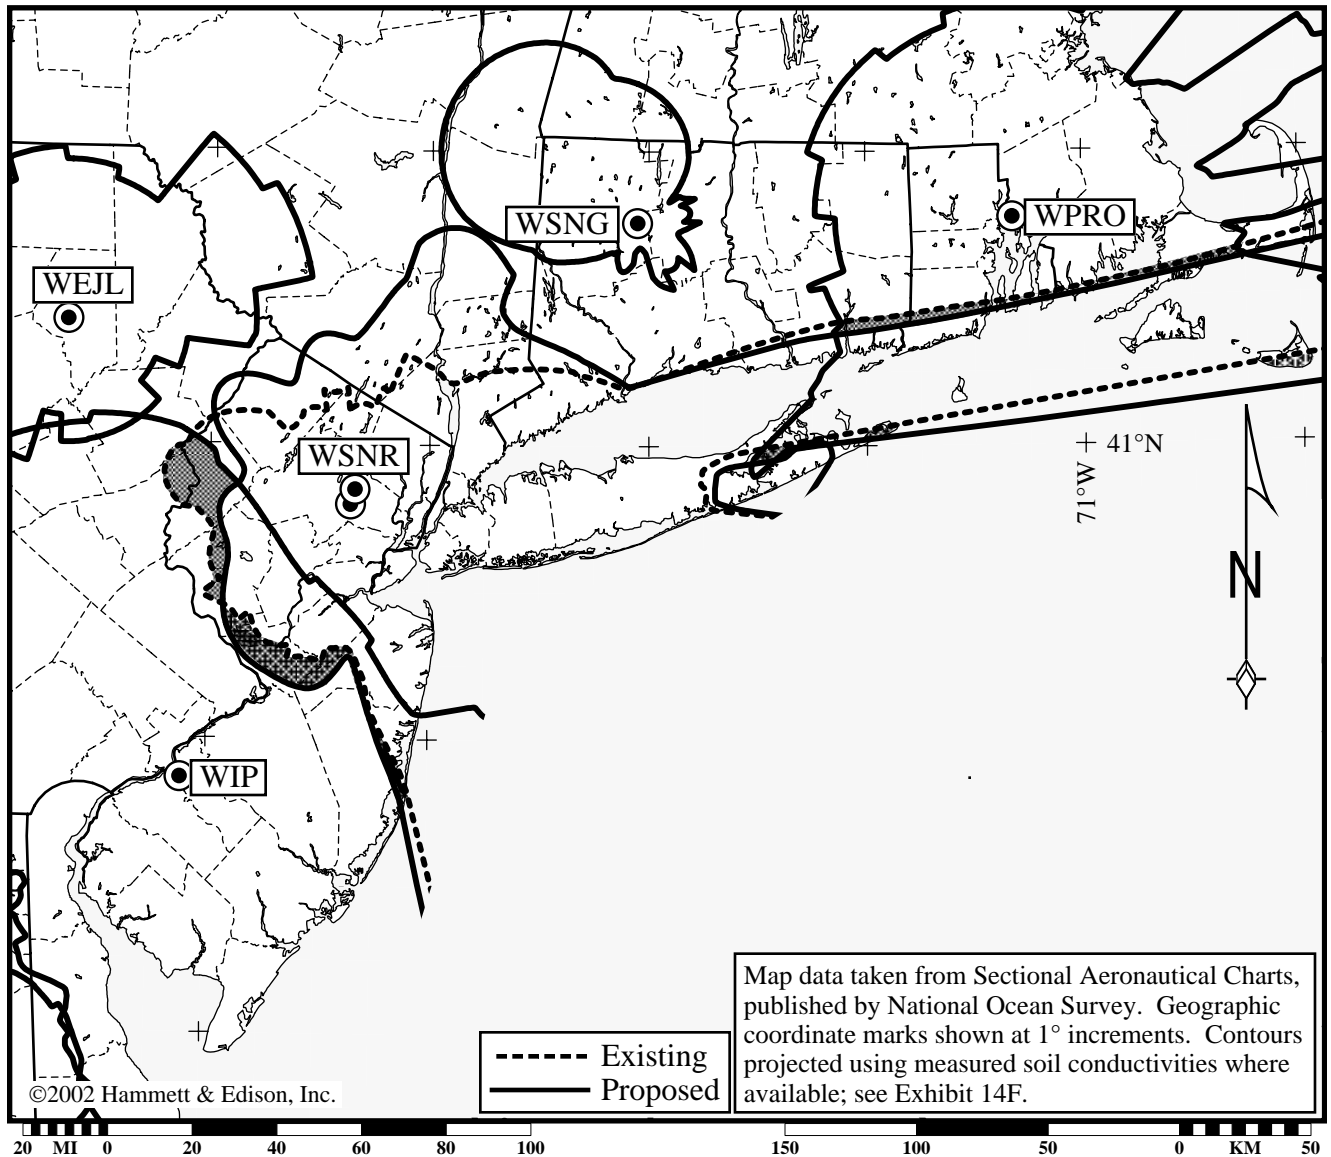 WSNG
WPRO
WEJL
WSNR
41°N
71°W
N
WIP
Map data taken from Sectional Aeronautical Charts,
published by National Ocean Survey. Geographic
coordinate marks shown at 1° increments. Contours
projected using measured soil conductivities where
available; see Exhibit 14F.
Existing
Proposed
©2002 Hammett & Edison, Inc.
20 MI 0 20 40 60 80 100 150 100 50 0 KM 50